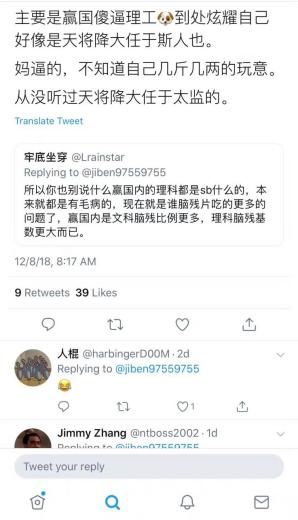 主要是赢国傻逼理工🐶到处炫耀自己
好像是天将降大任于斯人也。
妈逼的，不知道自己几斤几两的玩意。
从没听过天将降大任于太监的。
Translate Tweet
牢底坐穿 @Lrainstar
Replying to @jiben97559755
所以你也别说什么赢国内的理科都是sb什么的，本
来就都是有毛病的，现在就是谁脑残片吃的更多的
问题了，赢国内是文科脑残比例更多，理科脑残基
数更大而已。
12/8/18, 8:17 AM
9 Retweets 39 Likes
人棍 @harbingerD00M · 2d
Replying to @jiben97559755
😂
1
Jimmy Zhang @ntboss2002 · 1d
Replying to @jiben97559755
Tweet your reply